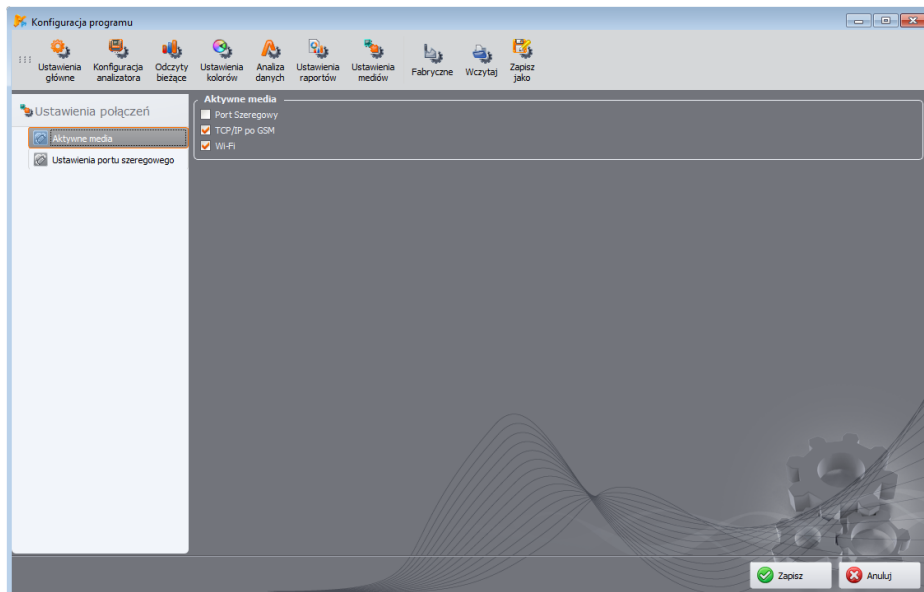 Konfiguracja programu
Ustawienia główne
Konfiguracja analizatora
Odczyty bieżące
Ustawienia kolorów
Analiza danych
Ustawienia raportów
Ustawienia mediów
Fabryczne
Wczytaj
Zapisz jako
Ustawienia połączeń
Aktywne media
Ustawienia portu szeregowego
Aktywne media
Port Szeregowy
TCP/IP po GSM
Wi-Fi
Zapisz
Anuluj